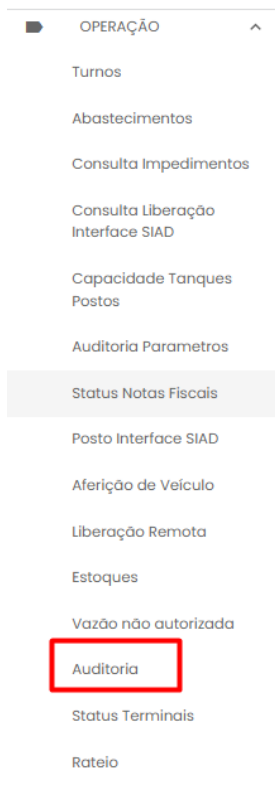 OPERAÇÃO
Turnos
Abastecimentos
Consulta Impedimentos
Consulta Liberação
Interface SIAD
Capacidade Tanques
Postos
Auditoria Parametros
Status Notas Fiscais
Posto Interface SIAD
Aferição de Veículo
Liberação Remota
Estoques
Vazão não autorizada
Auditoria
Status Terminais
Rateio